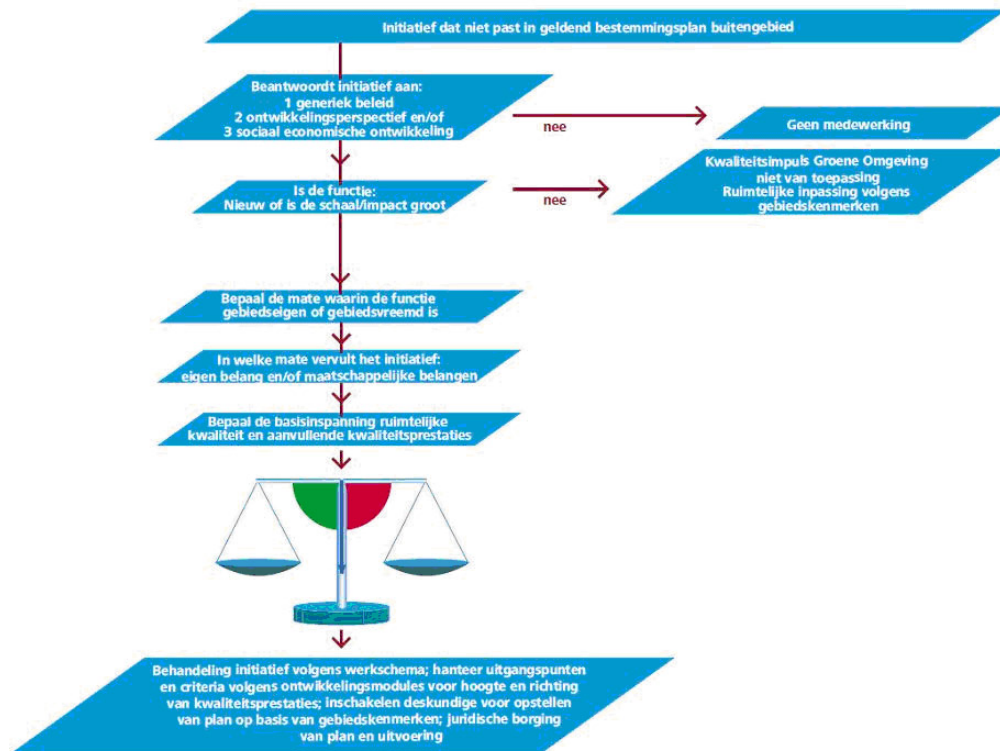 Initiatief dat niet past in geldend bestemmingsplan buitengebied
Beantwoordt initiatief aan:
1 generiek beleid
2 ontwikkelingsperspectief en/of
3 sociaal economische ontwikkeling
nee
Geen medewerking
Is de functie:
Nieuw of is de schaal/impact groot
nee
Kwaliteitsimpuls Groene Omgeving
niet van toepassing
Ruimtelijke inpassing volgens
gebiedskenmerken
Bepaal de mate waarin de functie
gebiedseigen of gebiedsvreemd is
In welke mate vervult het initiatief:
eigen belang en/of maatschappelijke belangen
Bepaal de basisinspanning ruimtelijke
kwaliteit en aanvullende kwaliteitsprestaties
Behandeling initiatief volgens werkschema; hanteer uitgangspunten
en criteria volgens ontwikkelingsmodules voor hoogte en richting
van kwaliteitsprestaties; inschakelen deskundige voor opstellen
van plan op basis van gebiedskenmerken; juridische borging
van plan en uitvoering